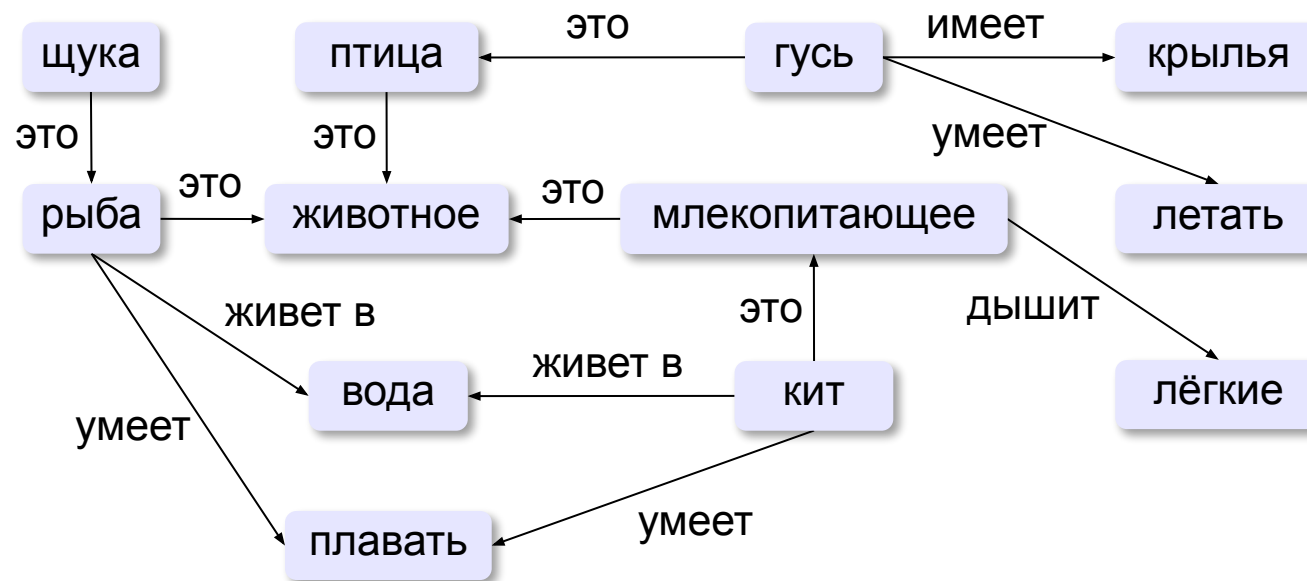 это
имеет
щука
птица
гусь
крылья
это
это
умеет
это
это
рыба
животное
млекопитающее
летать
живет в
это
дышит
живет в
вода
кит
лёгкие
умеет
умеет
плавать